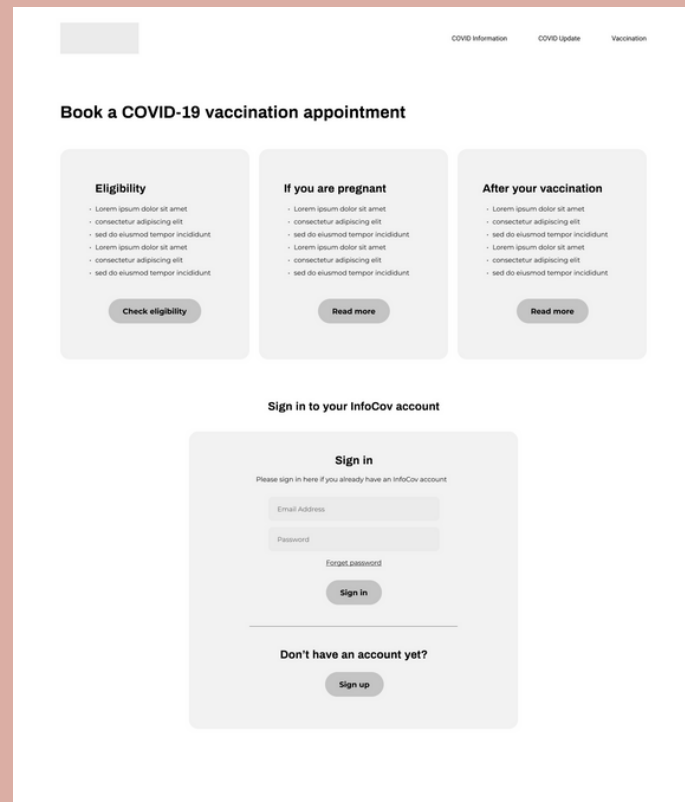 COVID Information
COVID Update
Vaccination
Book a COVID-19 vaccination appointment
Eligibility
• Lorem ipsum dolor sit amet
• consectetur adipiscing elit
• sed do eiusmod tempor incididunt
• Lorem ipsum dolor sit amet
• consectetur adipiscing elit
• sed do eiusmod tempor incididunt
Check eligibility
If you are pregnant
• Lorem ipsum dolor sit amet
• consectetur adipiscing elit
• sed do eiusmod tempor incididunt
• Lorem ipsum dolor sit amet
• consectetur adipiscing elit
• sed do eiusmod tempor incididunt
Read more
After your vaccination
• Lorem ipsum dolor sit amet
• consectetur adipiscing elit
• sed do eiusmod tempor incididunt
• Lorem ipsum dolor sit amet
• consectetur adipiscing elit
• sed do eiusmod tempor incididunt
Read more
Sign in to your InfoCov account
Sign in
Please sign in here if you already have an InfoCov account
Email Address
Password
Forget password
Sign in
Don't have an account yet?
Sign up